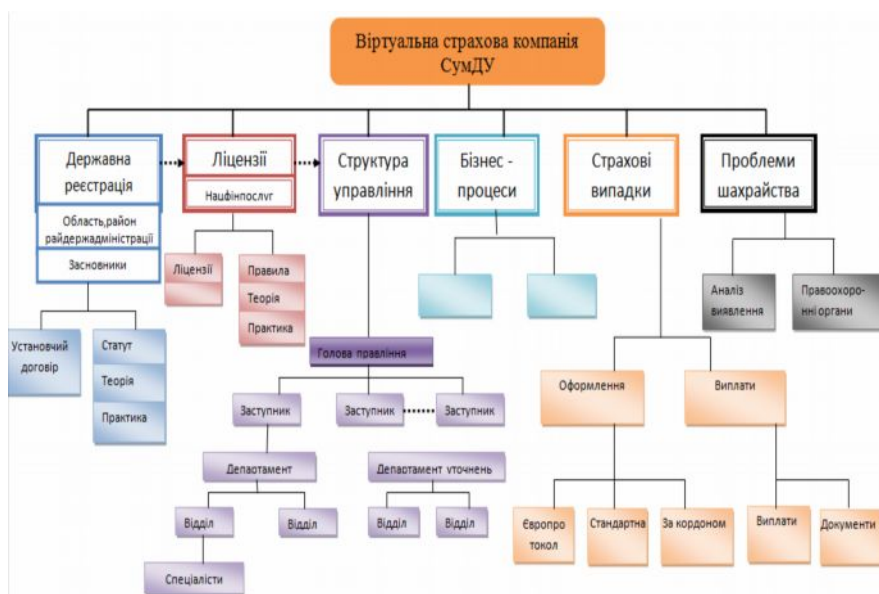 Віртуальна страхова компанія
СумДУ
Державна
реєстрація
Область,район
райдержадміністрації
Засновники
Установчий
договір
Статут
Теорія
Практика
Ліцензії
Нацфінпослуг
Ліцензії
Правила
Теорія
Практика
Структура
управління
Голова правління
Заступник
Заступник
Заступник
Департамент
Департамент уточнень
Відділ
Відділ
Відділ
Відділ
Спеціалісти
Бізнес -
процеси
Страхові
випадки
Оформлення
Виплати
Європро
токол
Стандартна
За кордоном
Виплати
Документи
Проблеми
шахрайства
Аналіз
виявлення
Правоохоро-
нні органи